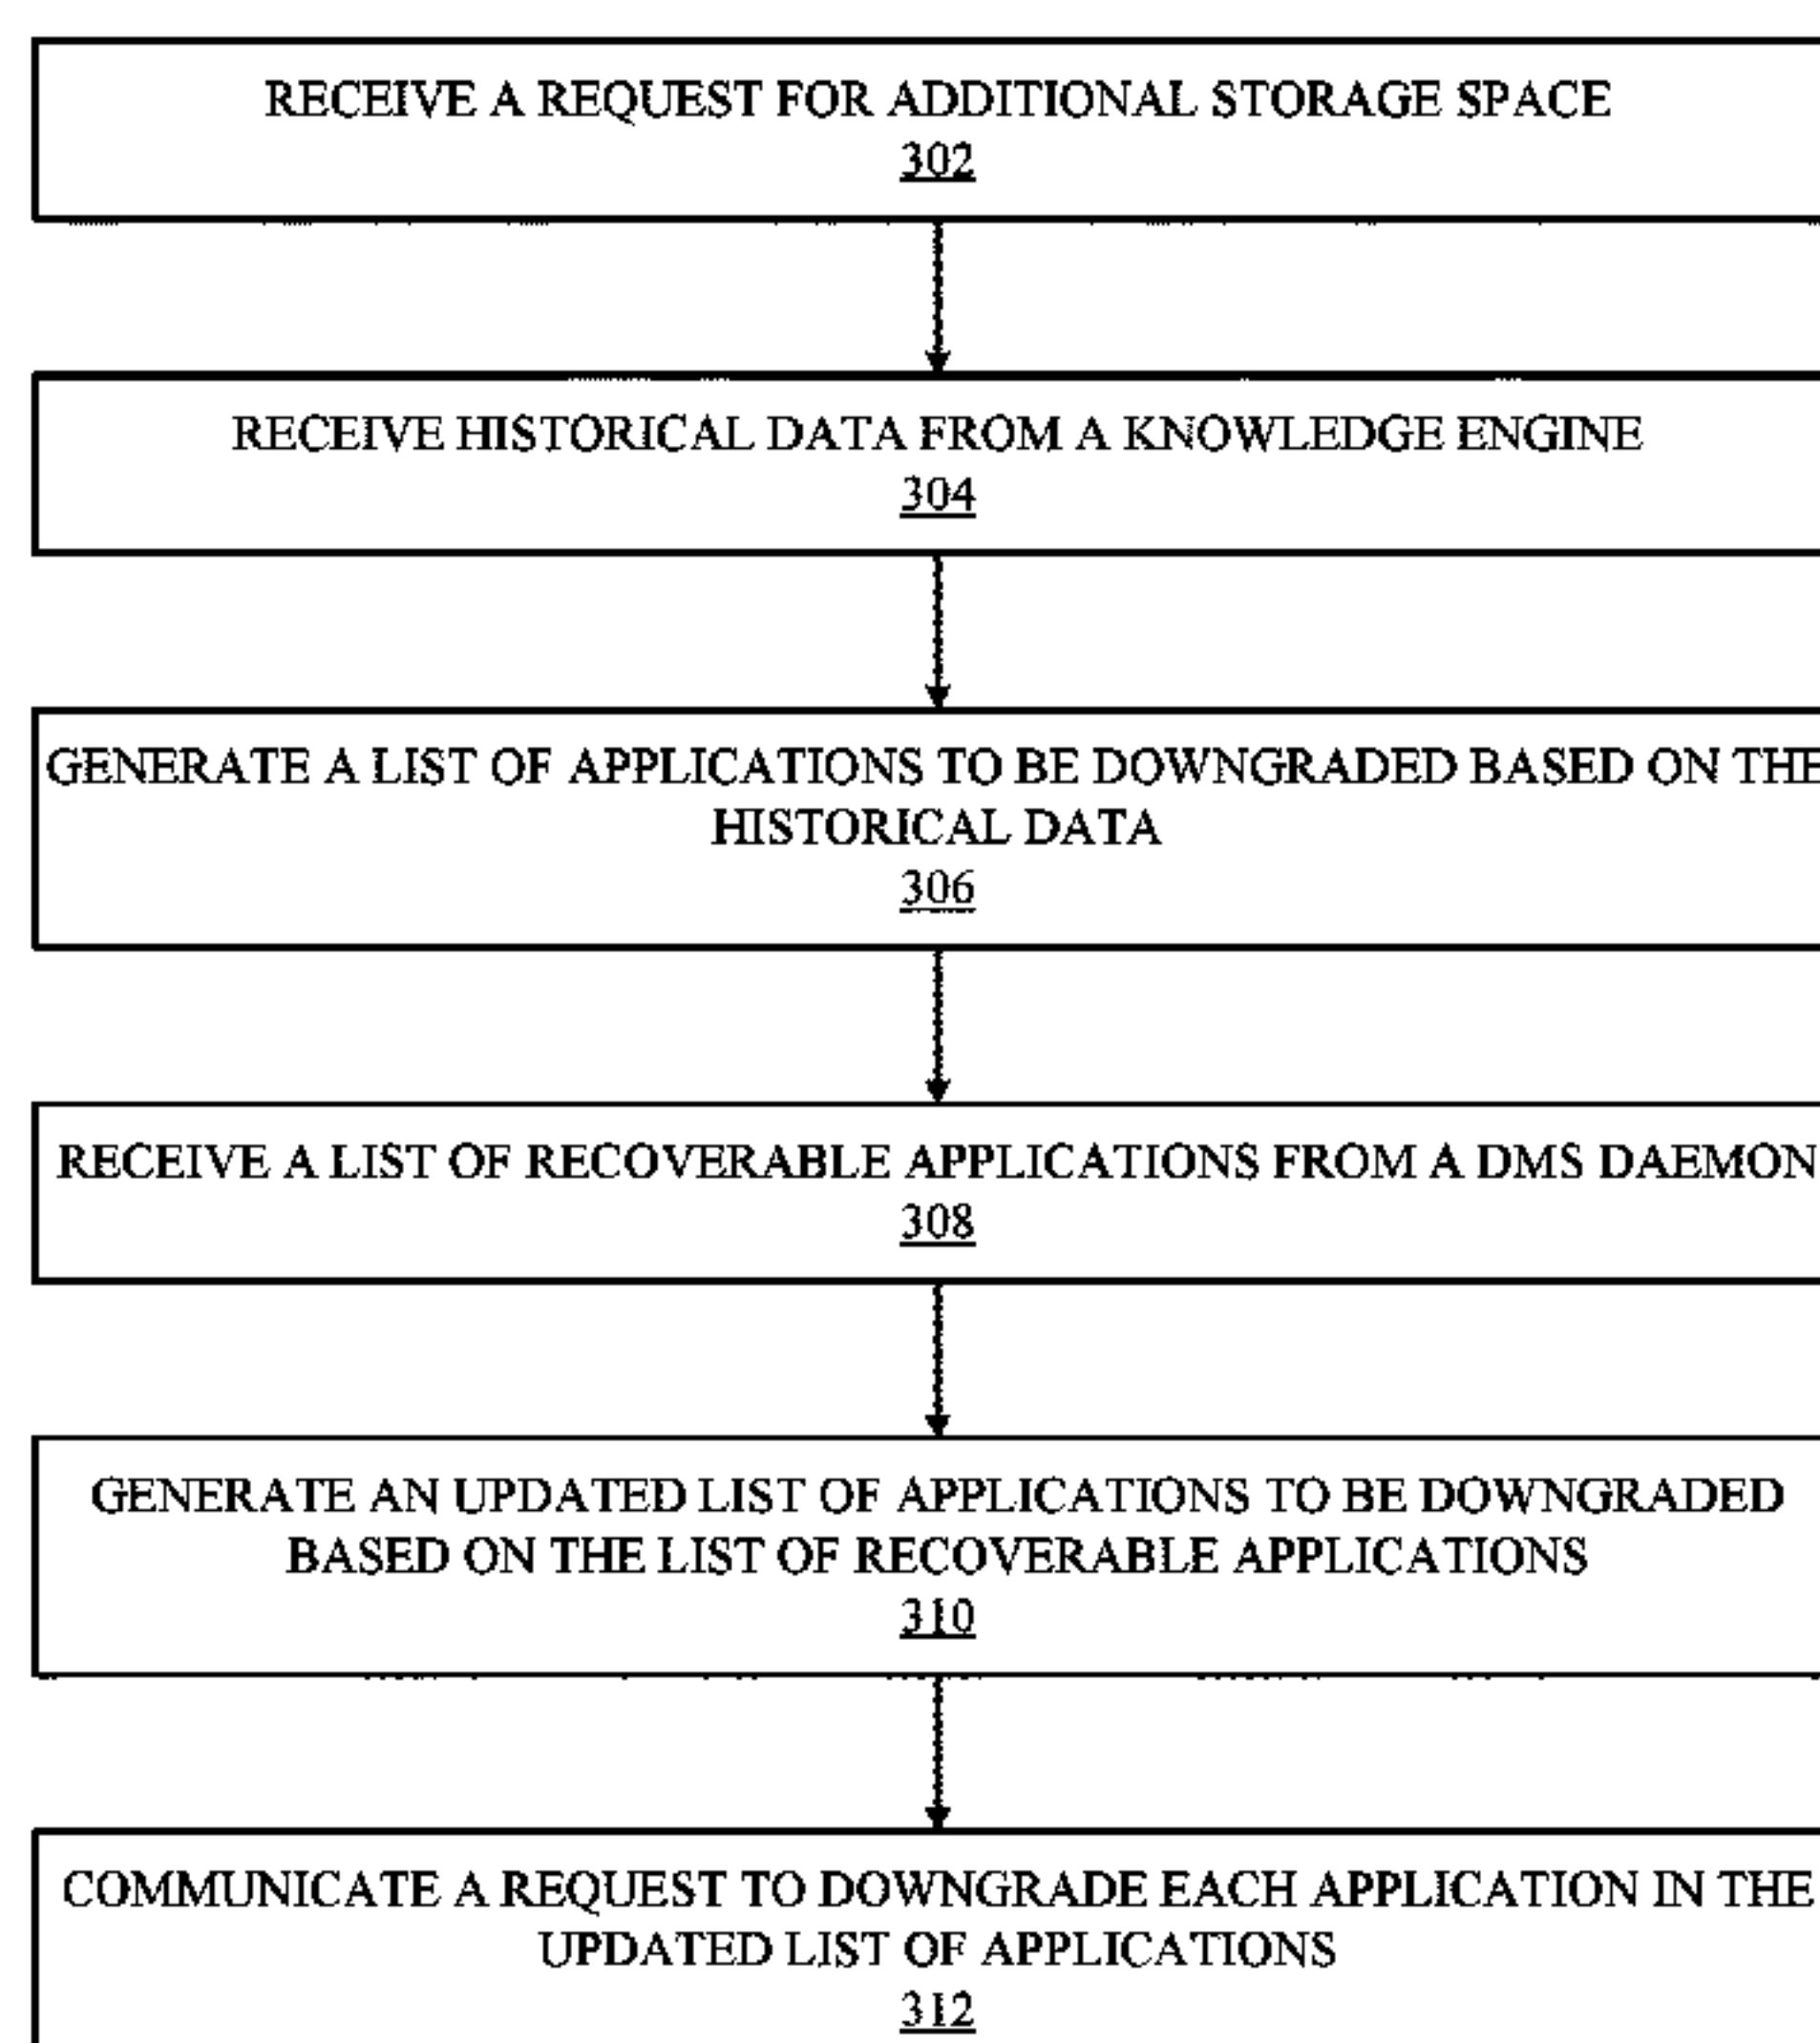 RECEIVE A REQUEST FOR ADDITIONAL STORAGE SPACE
302
RECEIVE HISTORICAL DATA FROM A KNOWLEDGE ENGINE
304
GENERATE A LIST OF APPLICATIONS TO BE DOWNGRADED BASED ON THE
HISTORICAL DATA
306
RECEIVE A LIST OF RECOVERABLE APPLICATIONS FROM A DMS DAEMON
308
GENERATE AN UPDATED LIST OF APPLICATIONS TO BE DOWNGRADED
BASED ON THE LIST OF RECOVERABLE APPLICATIONS
310
COMMUNICATE A REQUEST TO DOWNGRADE EACH APPLICATION IN THE
UPDATED LIST OF APPLICATIONS
312